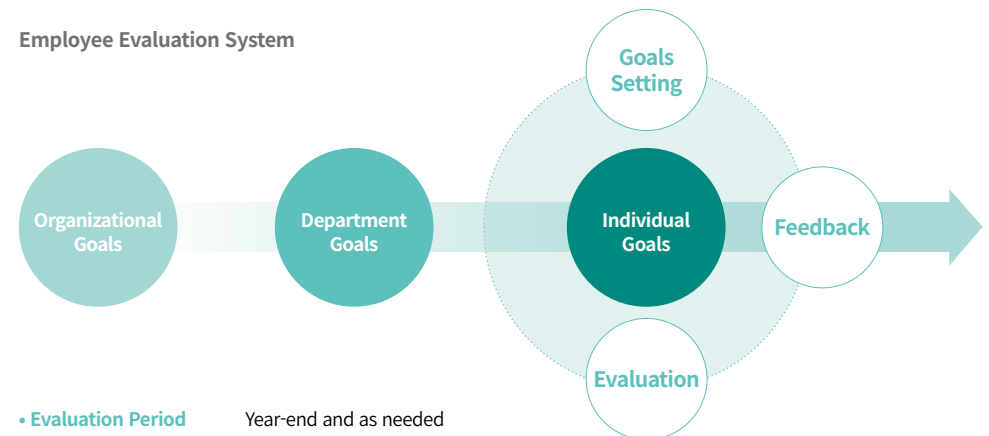 Employee Evaluation System
Goals
Setting
Organizational
Goals
Department
Goals
Individual
Goals
Feedback
Evaluation
• Evaluation Period Year-end and as needed